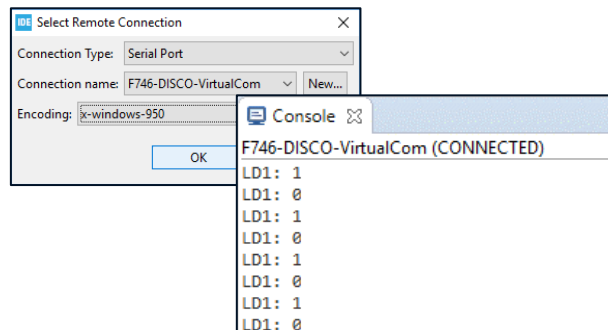 IDE Select Remote Connection
Connection Type: Serial Port
Connection name: F746-DISCO-VirtualCom New...
Encoding: x-windows-950
OK
Console
F746-DISCO-VirtualCom (CONNECTED)
LD1: 1
LD1: 0
LD1: 1
LD1: 0
LD1: 1
LD1: 0
LD1: 1
LD1: 0